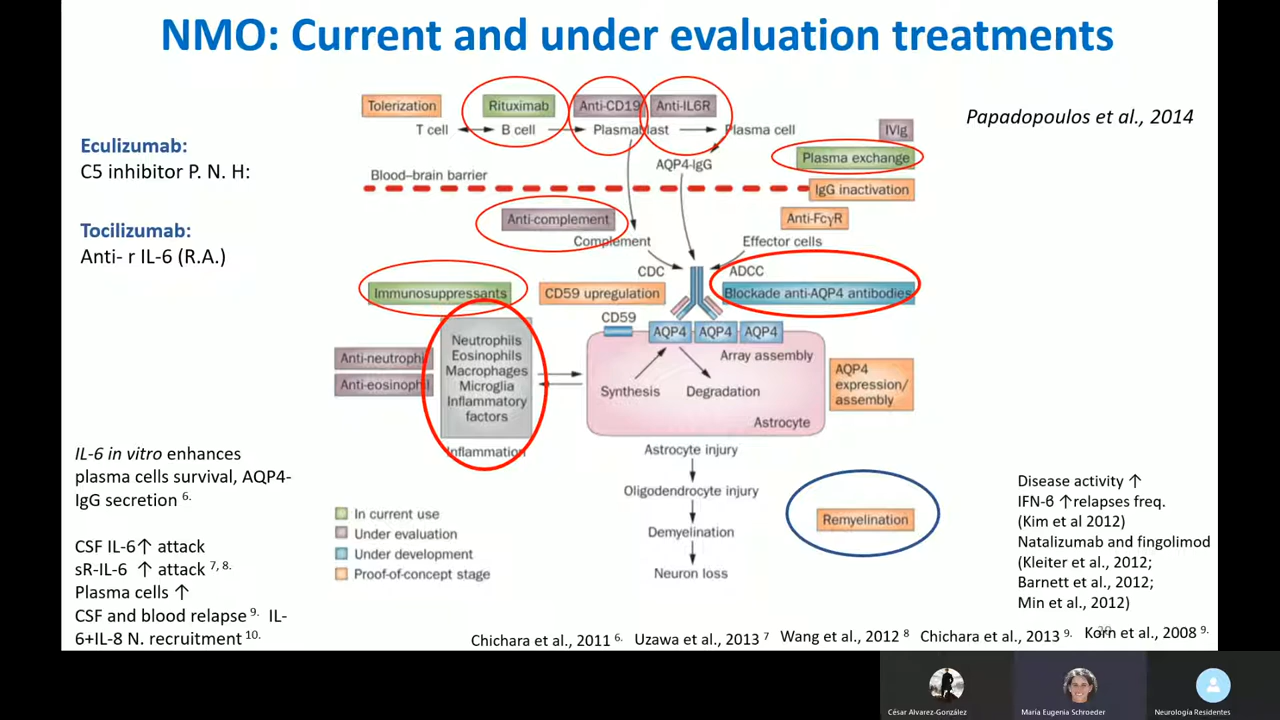 NMO: Current and under evaluation treatments
Papadopoulos et al., 2014
Eculizumab:
C5 inhibitor P. N. H:
Tocilizumab:
Anti- r IL-6 (R.A.)
Tolerization
Rituximab
Anti-CD19
Anti-IL6R
T cell
B cell
Plasmablast
Plasma cell
IVIg
Plasma exchange
AQP4-IgG
Blood–brain barrier
IgG inactivation
Anti-complement
Anti-FcγR
Complement
Effector cells
CDC
ADCC
Immunosuppressants
CD59 upregulation
Blockade anti-AQP4 antibodies
CD59
AQP4
AQP4
AQP4
Array assembly
Anti-neutrophil
Anti-eosinophil
Neutrophils
Eosinophils
Macrophages
Microglia
Inflammatory
factors
Inflammation
Synthesis
Degradation
Astrocyte
AQP4
expression/
assembly
Astrocyte injury
Oligodendrocyte injury
Demyelination
Neuron loss
Remyelination
In current use
Under evaluation
Under development
Proof-of-concept stage
IL-6 in vitro enhances
plasma cells survival, AQP4-
IgG secretion 6.
CSF IL-6↑ attack
sR-IL-6 ↑ attack 7, 8.
Plasma cells ↑
CSF and blood relapse 9. IL-
6+IL-8 N. recruitment 10.
Disease activity ↑
IFN-β ↑relapses freq.
(Kim et al 2012)
Natalizumab and fingolimod
(Kleiter et al., 2012;
Barnett et al., 2012;
Min et al., 2012)
Chichara et al., 2011 6. Uzawa et al., 2013 7 Wang et al., 2012 8 Chichara et al., 2013 9. Korn et al., 2008 9.
César Alvarez-González
María Eugenia Schroeder
Neurología Residentes